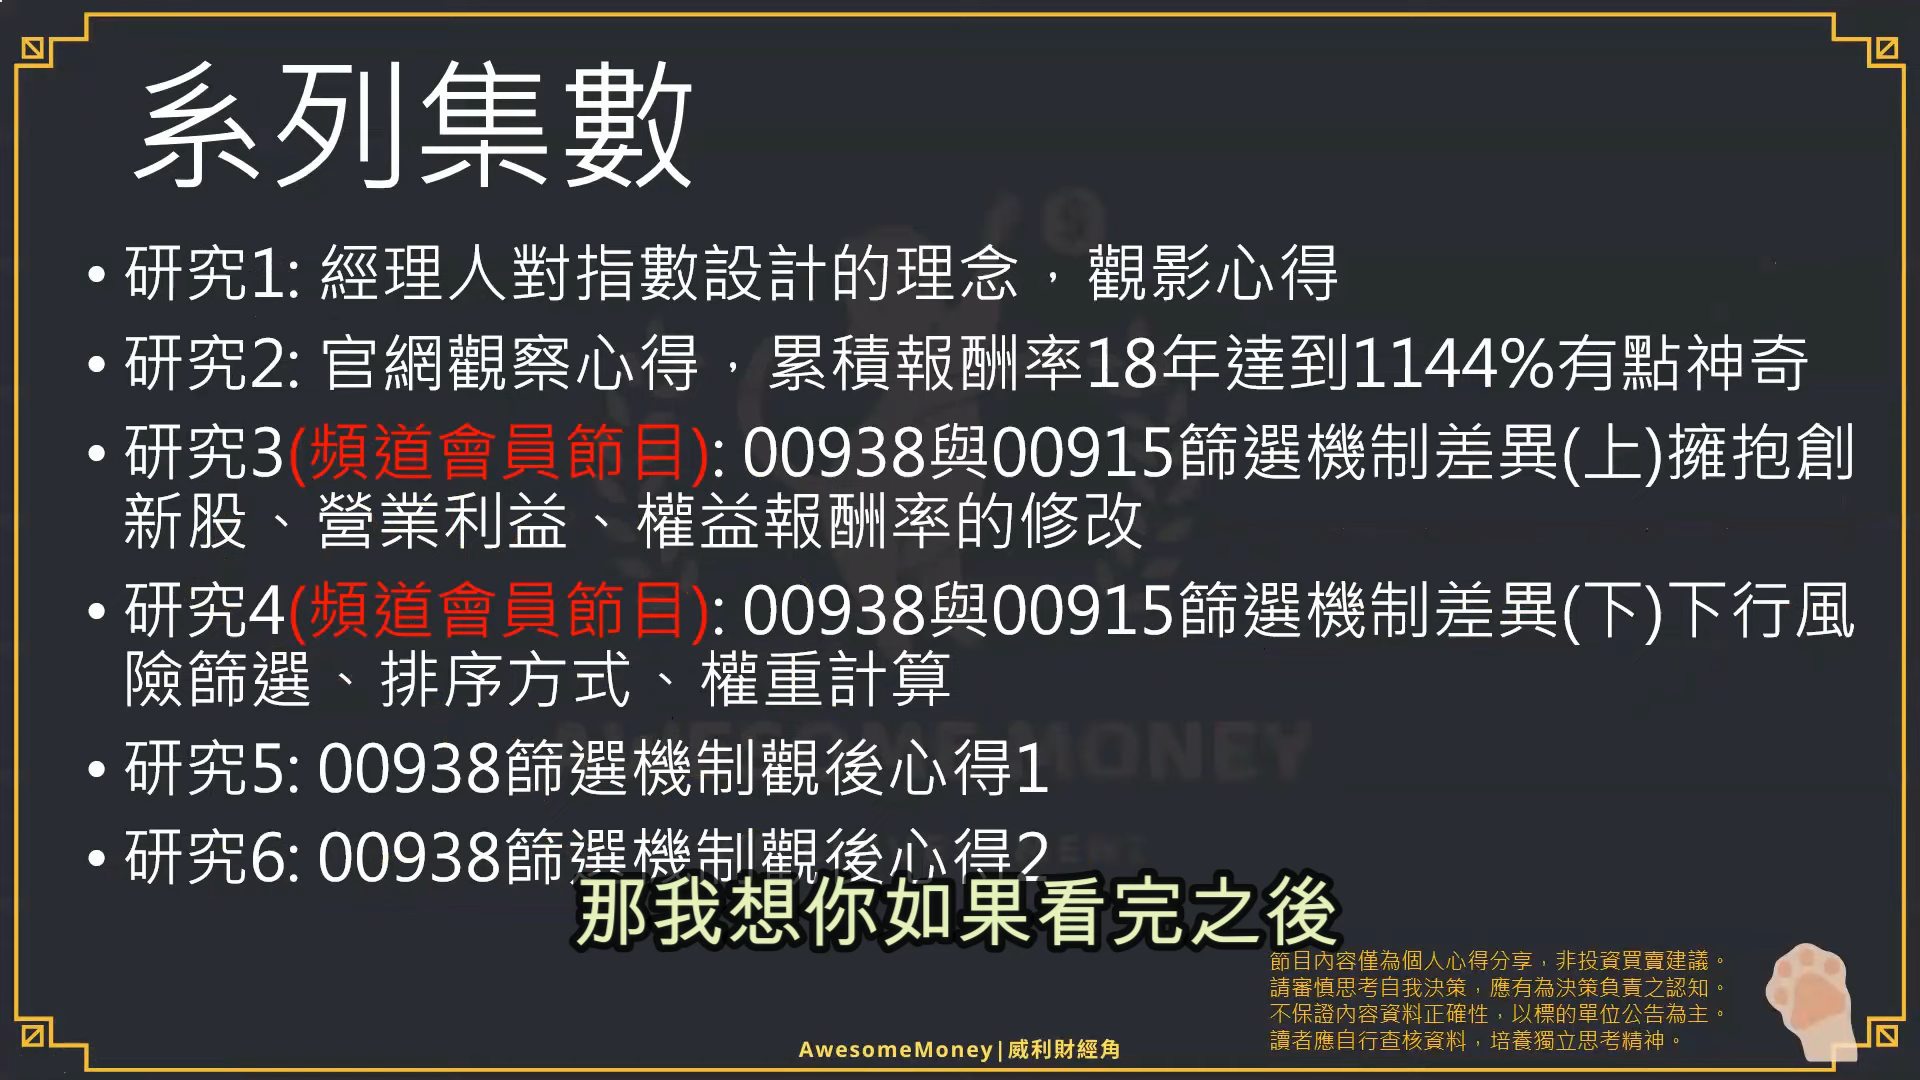 系列集數
• 研究1: 經理人對指數設計的理念，觀影心得
• 研究2: 官網觀察心得，累積報酬率18年達到1144%有點神奇
• 研究3(頻道會員節目): 00938與00915篩選機制差異(上)擁抱創
新股、營業利益、權益報酬率的修改
• 研究4(頻道會員節目): 00938與00915篩選機制差異(下)下行風
險篩選、排序方式、權重計算
• 研究5: 00938篩選機制觀後心得1
• 研究6: 00938篩選機制觀後心得2
那我想你如果看完之後
節目內容僅為個人心得分享，非投資買賣建議。
請審慎思考自我決策，應有為決策負責之認知。
不保證內容資料正確性，以標的單位公告為主。
讀者應自行查核資料，培養獨立思考精神。
AwesomeMoney|威利財經角